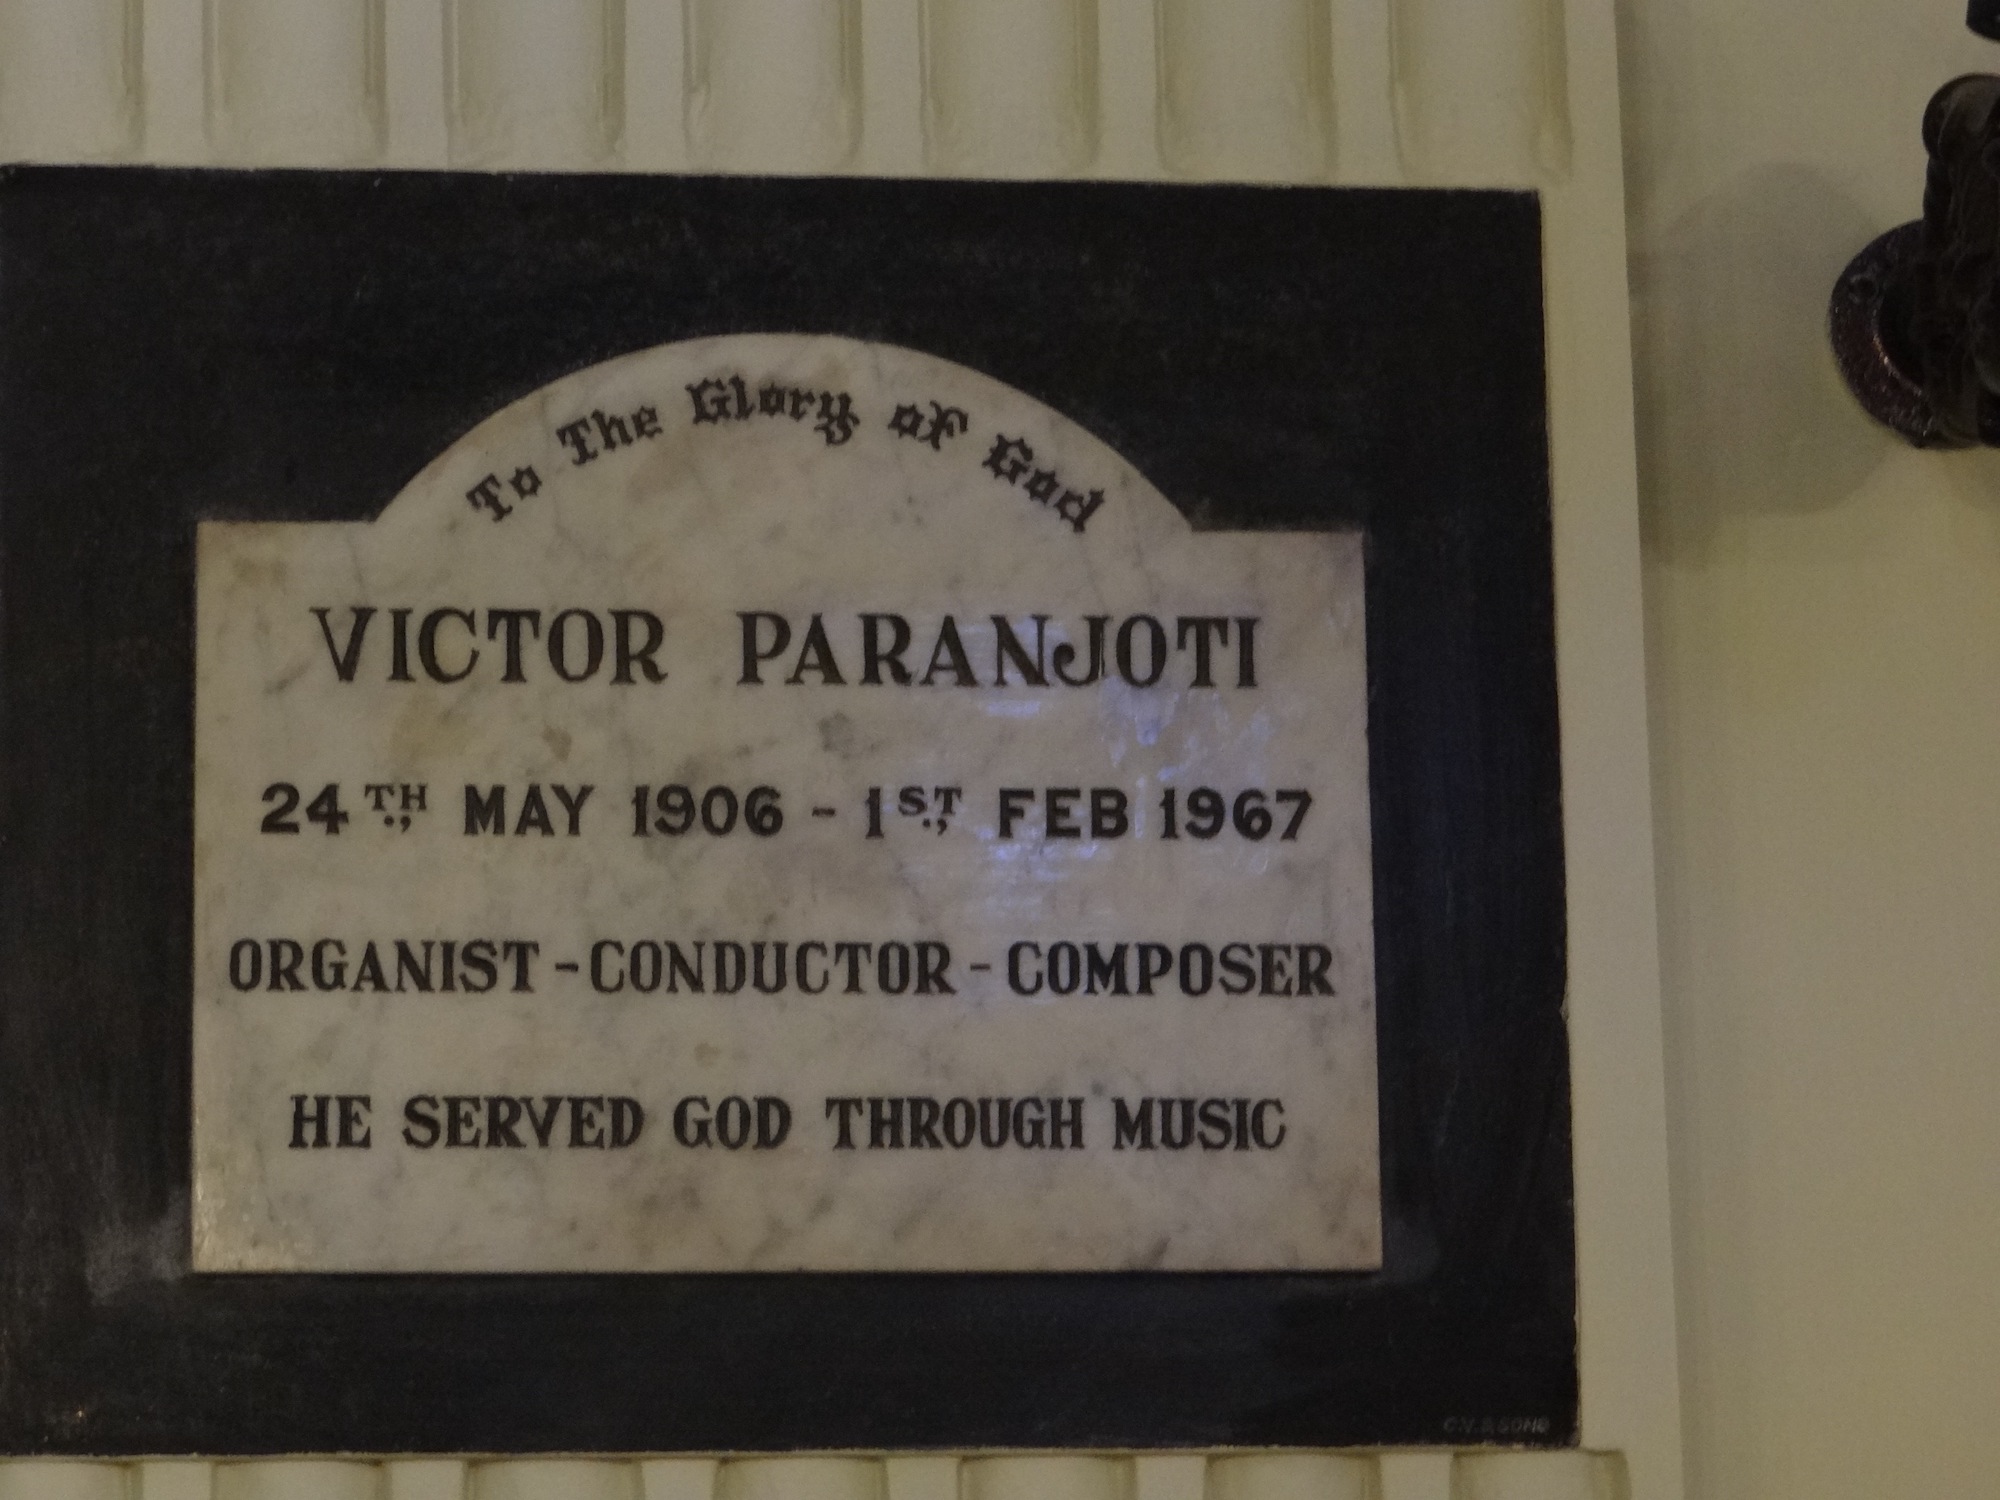 To The Glory of God
VICTOR PARANJOTI
24TH., MAY 1906 - 1ST., FEB 1967
ORGANIST - CONDUCTOR - COMPOSER
HE SERVED GOD THROUGH MUSIC
C.V. & SONS